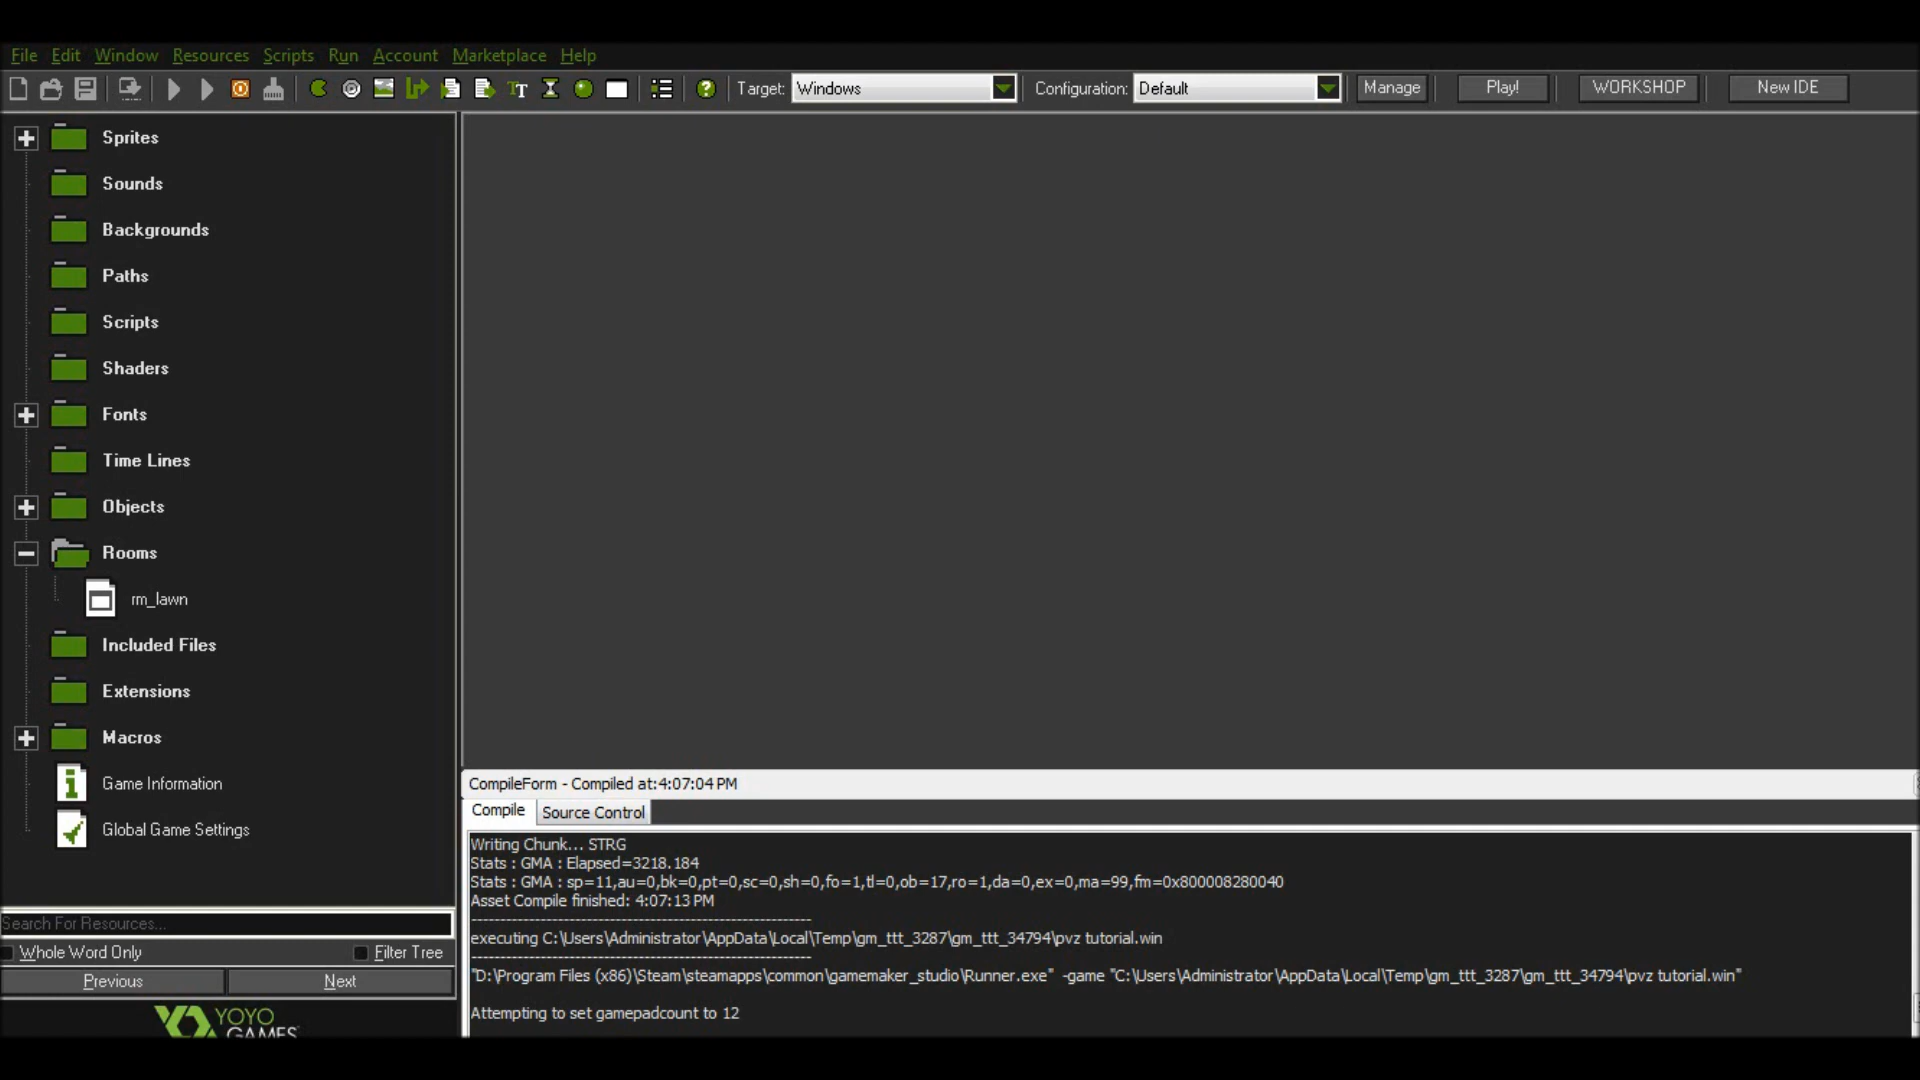 File Edit Window Resources Scripts Run Account Marketplace Help
Target: Windows Configuration: Default Manage Play! WORKSHOP New IDE
Sprites
Sounds
Backgrounds
Paths
Scripts
Shaders
Fonts
Time Lines
Objects
Rooms
rm_lawn
Included Files
Extensions
Macros
Game Information
Global Game Settings
Search For Resources...
Whole Word Only Filter Tree
Previous Next
YOYO
GAMES
CompileForm - Compiled at:4:07:04 PM
Compile Source Control
Writing Chunk... STRG
Stats : GMA : Elapsed=3218.184
Stats : GMA : sp=11,au=0,bk=0,pt=0,sc=0,sh=0,fo=1,tl=0,ob=17,ro=1,da=0,ex=0,ma=99,fm=0x800008280040
Asset Compile finished: 4:07:13 PM
----------------------------------------------------------
executing C:\Users\Administrator\AppData\Local\Temp\gm_ttt_3287\gm_ttt_34794\pvz tutorial.win
----------------------------------------------------------
"D:\Program Files (x86)\Steam\steamapps\common\gamemaker_studio\Runner.exe" -game "C:\Users\Administrator\AppData\Local\Temp\gm_ttt_3287\gm_ttt_34794\pvz tutorial.win"
Attempting to set gamepadcount to 12